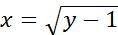 x = √(y − 1)